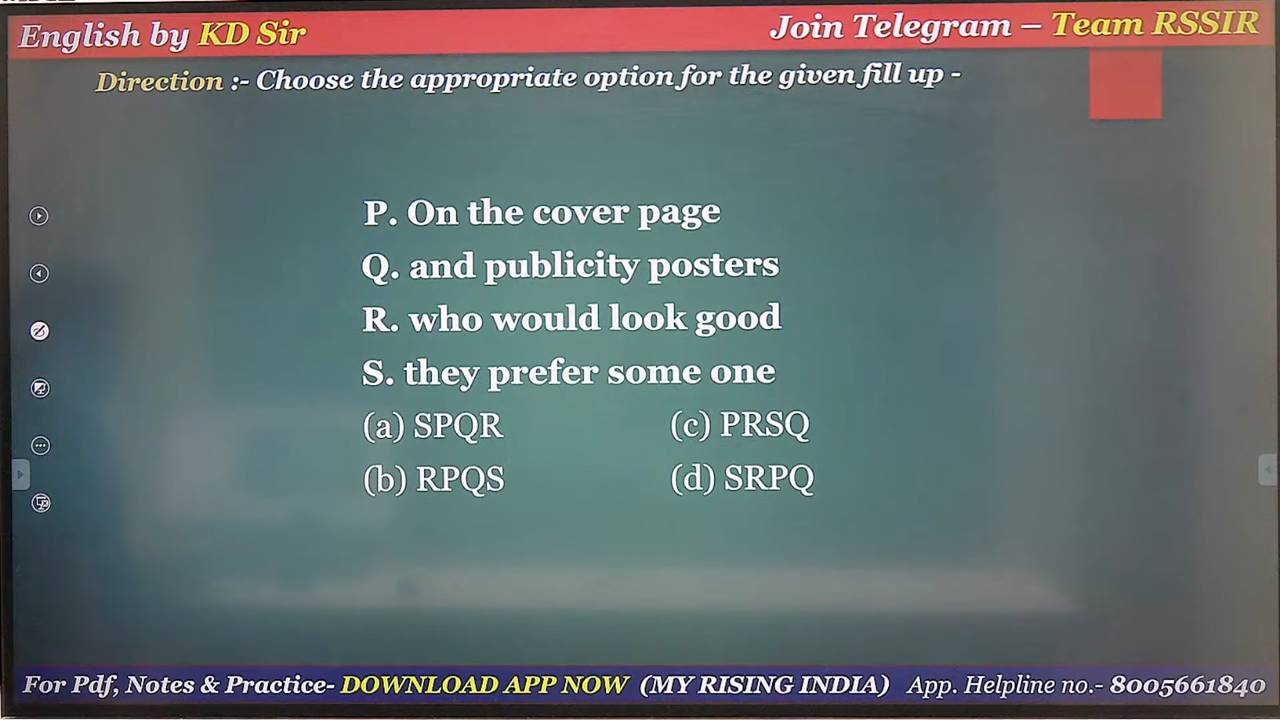 English by KD Sir
Join Telegram – Team RSSIR
Direction :- Choose the appropriate option for the given fill up -
P. On the cover page
Q. and publicity posters
R. who would look good
S. they prefer some one
(a) SPQR (c) PRSQ
(b) RPQS (d) SRPQ
For Pdf, Notes & Practice- DOWNLOAD APP NOW (MY RISING INDIA) App. Helpline no.- 8005661840